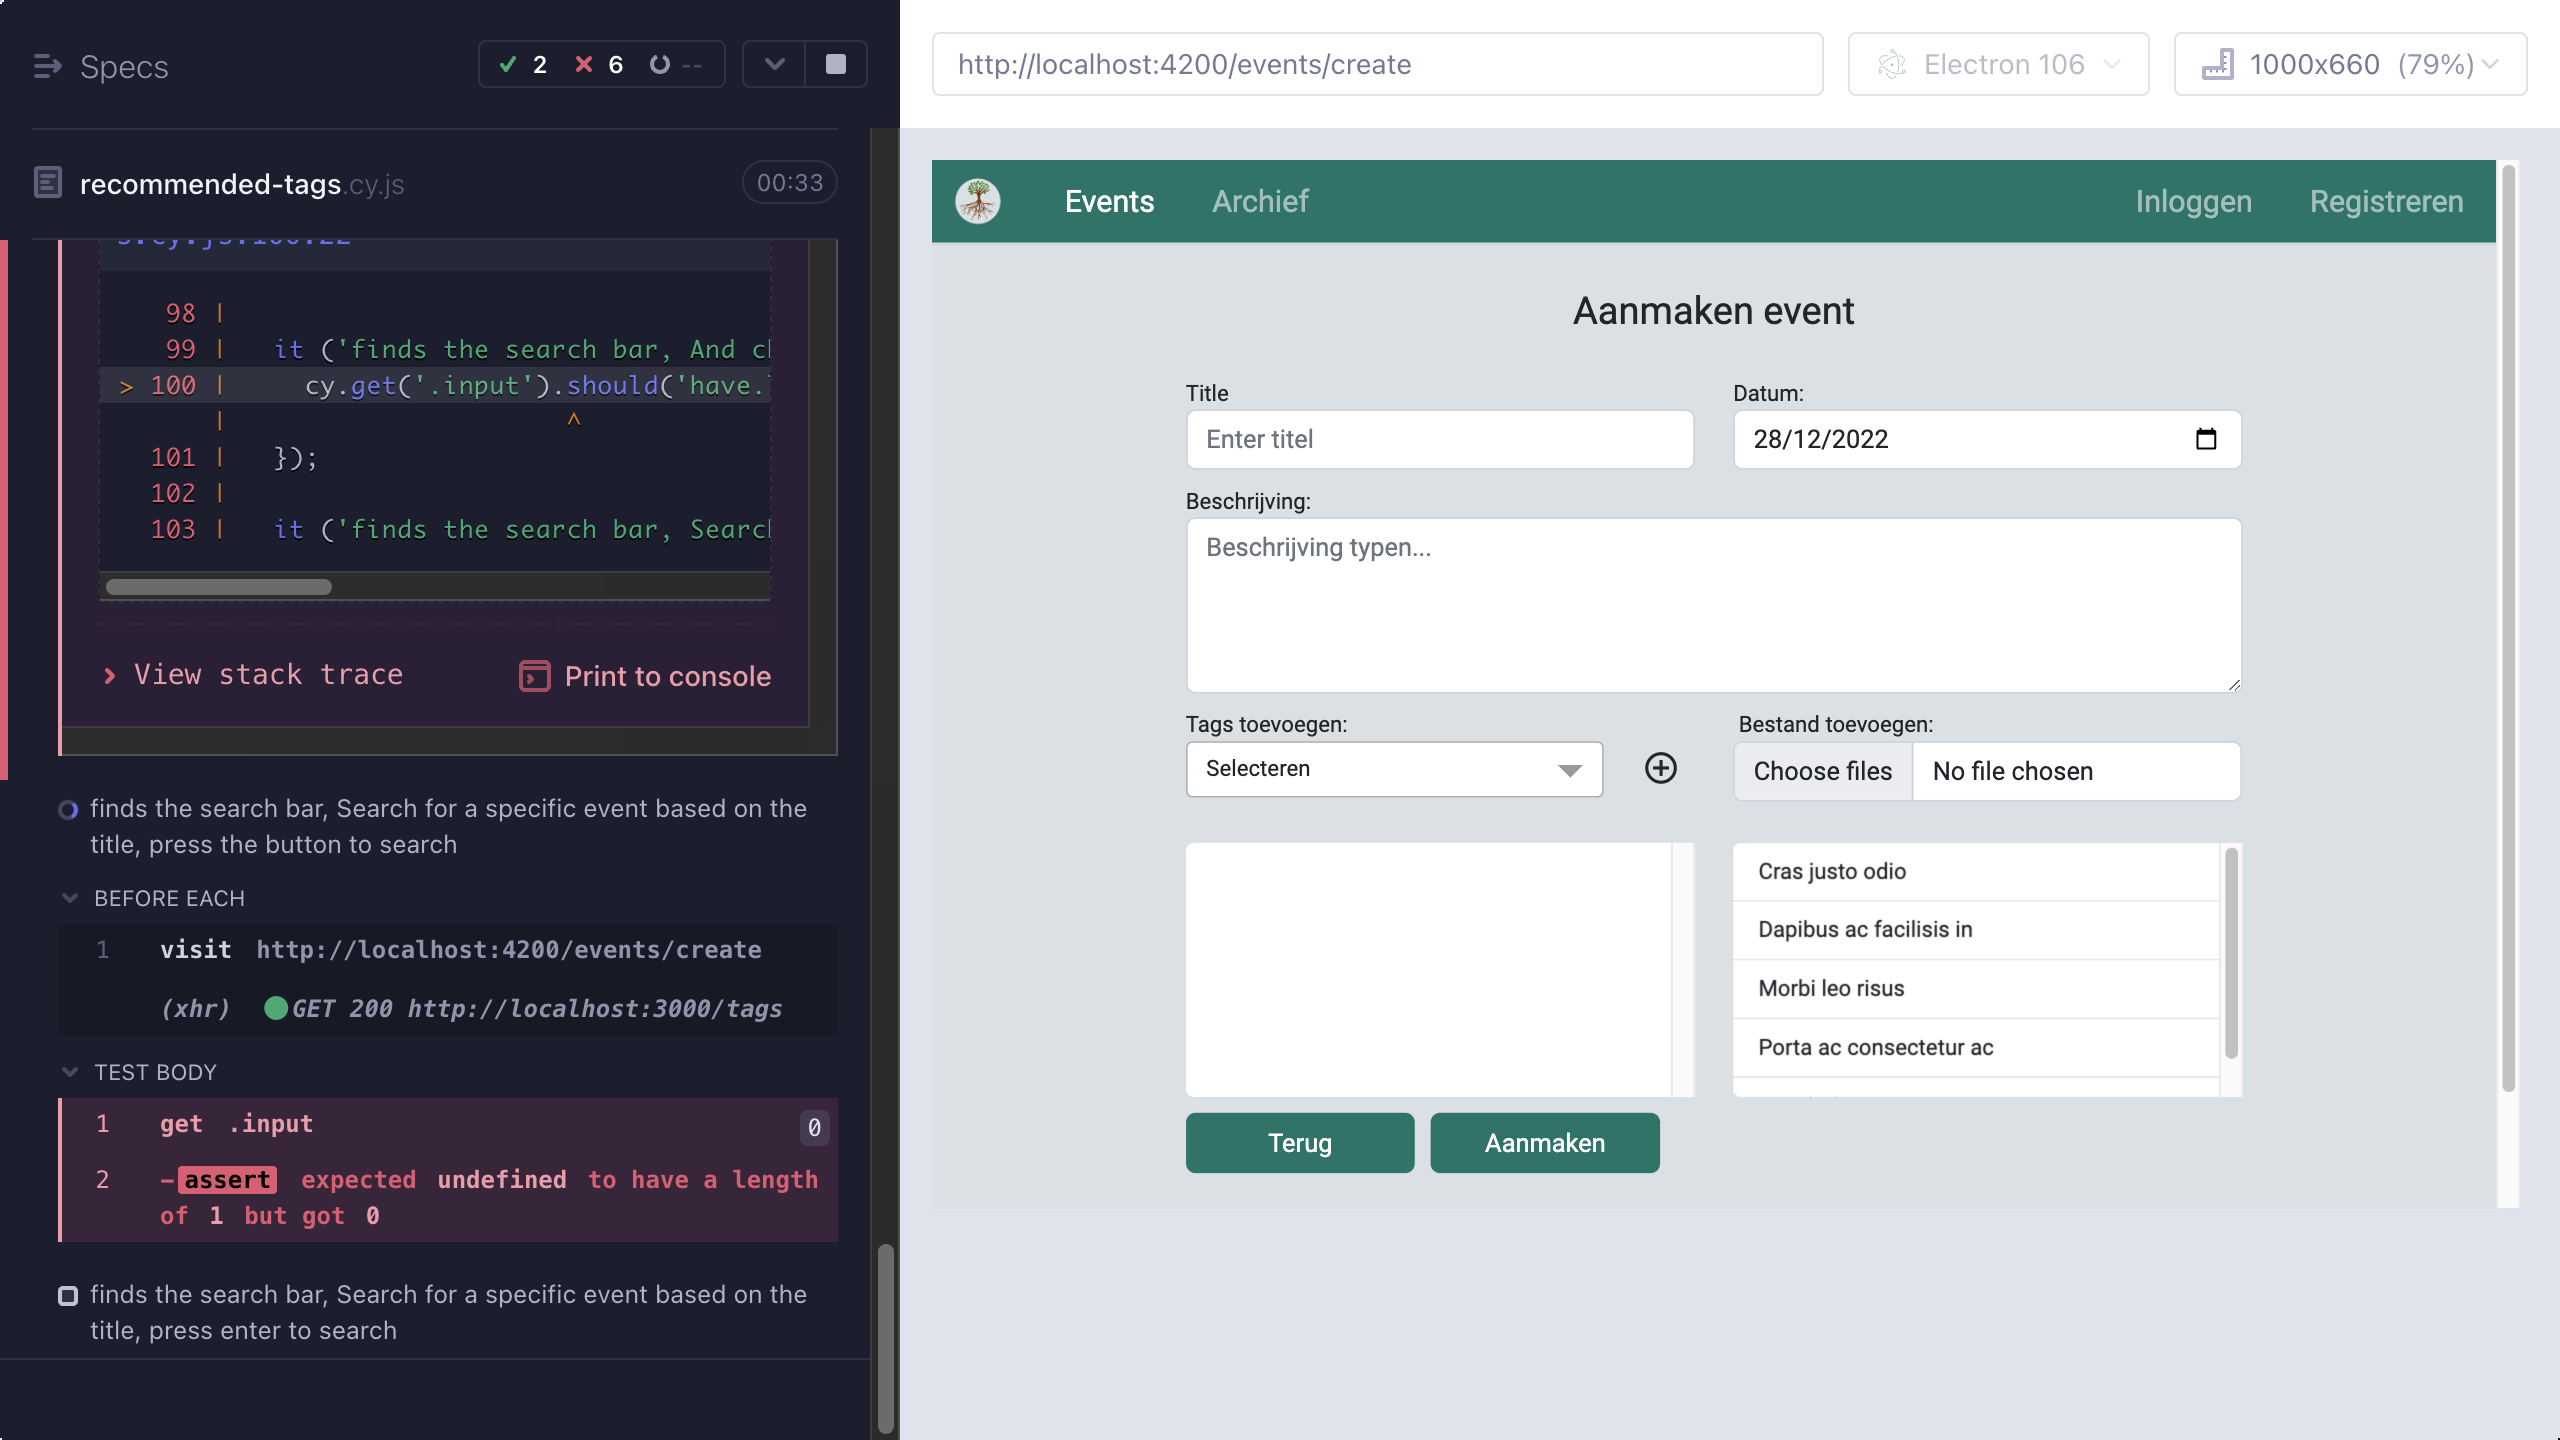 Specs
2
6
--
recommended-tags.cy.js
00:33
s.cy.js:100:22
98 |
99 | it ('finds the search bar, And c
> 100 | cy.get('.input').should('have.
| ^
101 | });
102 |
103 | it ('finds the search bar, Search
View stack trace
Print to console
finds the search bar, Search for a specific event based on the
title, press the button to search
BEFORE EACH
1 visit http://localhost:4200/events/create
(xhr) GET 200 http://localhost:3000/tags
TEST BODY
1 get .input 0
2 -assert expected undefined to have a length
of 1 but got 0
finds the search bar, Search for a specific event based on the
title, press enter to search
http://localhost:4200/events/create
Electron 106
1000x660 (79%)
Events
Archief
Inloggen
Registreren
Aanmaken event
Title
Enter titel
Datum:
28/12/2022
Beschrijving:
Beschrijving typen...
Tags toevoegen:
Selecteren
Bestand toevoegen:
Choose files
No file chosen
Cras justo odio
Dapibus ac facilisis in
Morbi leo risus
Porta ac consectetur ac
Terug
Aanmaken